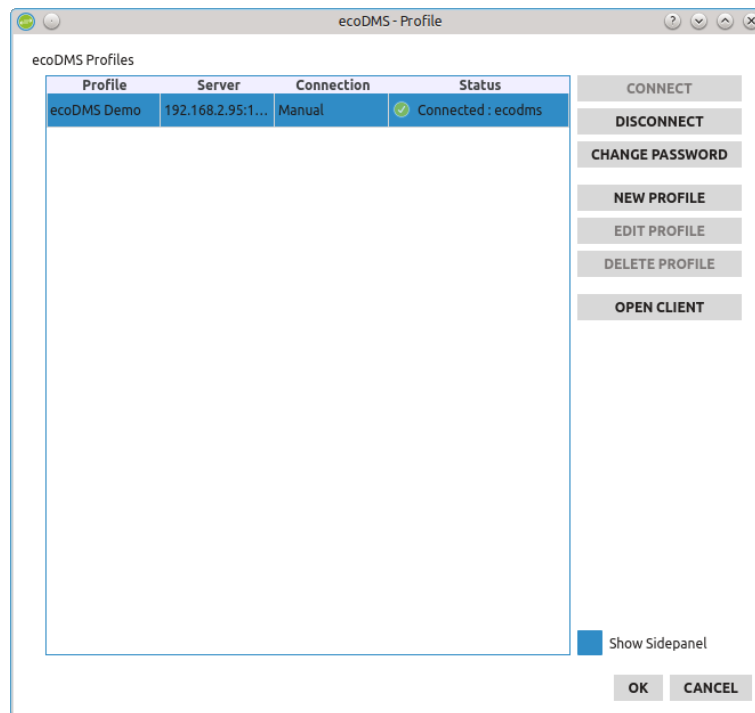 ecoDMS - Profile
ecoDMS Profiles
Profile Server Connection Status
ecoDMS Demo 192.168.2.95:1... Manual Connected : ecodms
CONNECT
DISCONNECT
CHANGE PASSWORD
NEW PROFILE
EDIT PROFILE
DELETE PROFILE
OPEN CLIENT
Show Sidepanel
OK CANCEL